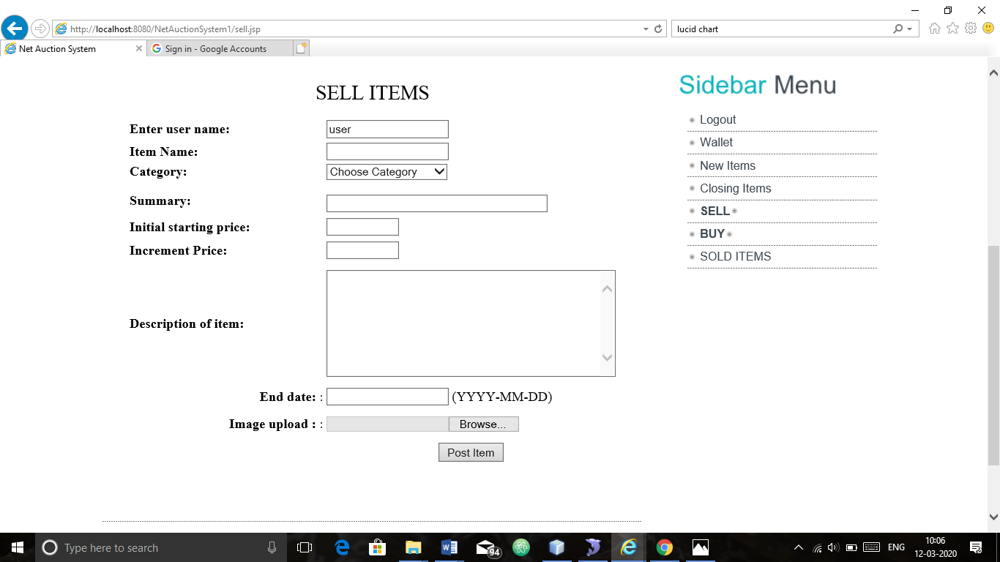 http://localhost:8080/NetAuctionSystem1/sell.jsp
lucid chart
Net Auction System
Sign in - Google Accounts
SELL ITEMS
Enter user name: user
Item Name:
Category: Choose Category
Summary:
Initial starting price:
Increment Price:
Description of item:
End date: : (YYYY-MM-DD)
Image upload : : Browse...
Post Item
Sidebar Menu
Logout
Wallet
New Items
Closing Items
SELL
BUY
SOLD ITEMS
Type here to search
94
ENG
10:06
12-03-2020